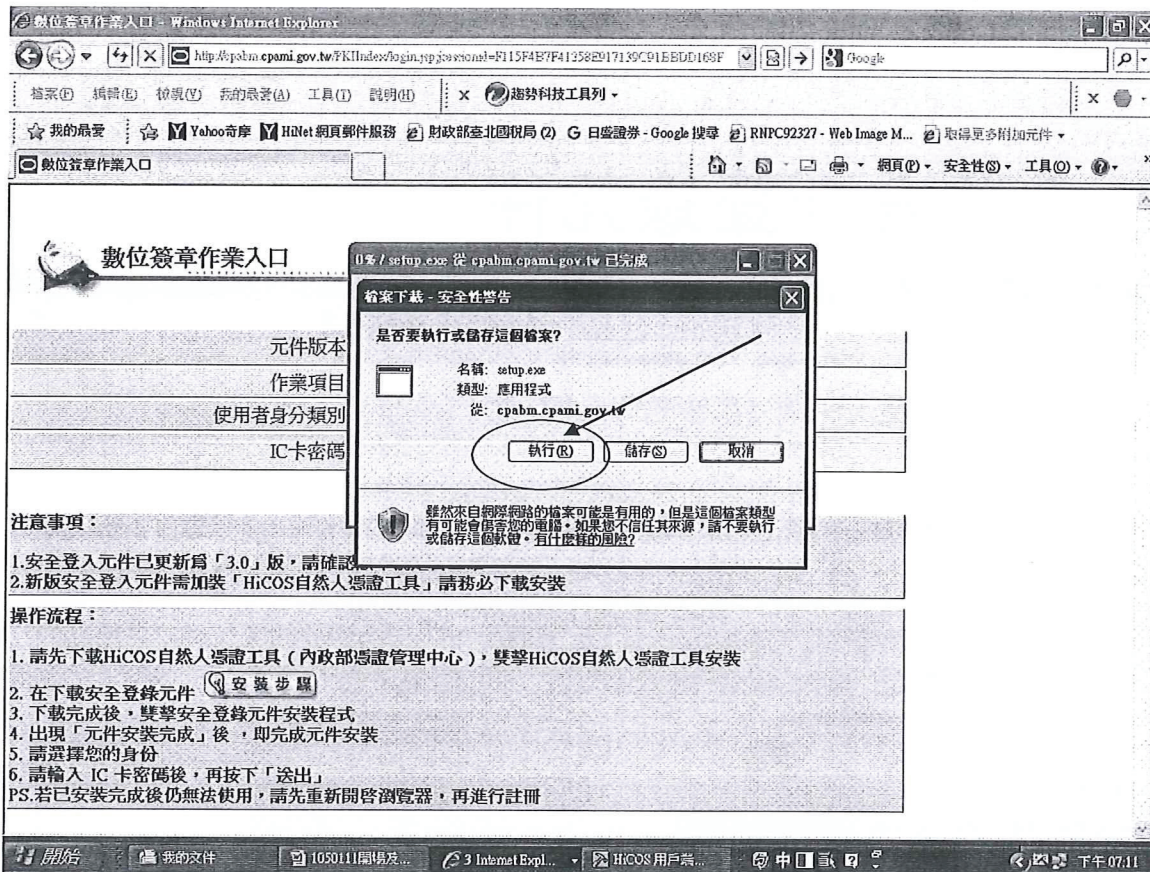 數位簽章作業入口 - Windows Internet Explorer
Google
檔案(F) 編輯(E) 檢視(V) 我的最愛(A) 工具(T) 說明(H) x 趨勢科技工具列
我的最愛 Yahoo奇摩 HiNet 網頁郵件服務 財政部臺北國稅局 (2) G 日盛證券 - Google 搜尋 RNPC92327 - Web Image M... 取得更多附加元件
數位簽章作業入口 網頁(P) 安全性(S) 工具(O)
數位簽章作業入口
0% / setup.exe 從 cpabm.cpami.gov.tw 已完成
檔案下載 - 安全性警告
是否要執行或儲存這個檔案?
名稱: setup.exe
類型: 應用程式
從: cpabm.cpami.gov.tw
執行(R) 儲存(S) 取消
雖然來自網際網路的檔案可能是有用的，但是這個檔案類型
有可能會傷害您的電腦。如果您不信任其來源，請不要執行
或儲存這個軟體。有什麼樣的風險?
元件版本
作業項目
使用者身分類別
IC卡密碼
注意事項：
1.安全登入元件已更新為「3.0」版，請確認
2.新版安全登入元件需加裝「HiCOS自然人憑證工具」請務必下載安裝
操作流程：
1. 請先下載HiCOS自然人憑證工具 ( 內政部憑證管理中心 )，雙擊HiCOS自然人憑證工具安裝
2. 在下載安全登錄元件 安裝步驟
3. 下載完成後，雙擊安全登錄元件安裝程式
4. 出現「元件安裝完成」後 ，即完成元件安裝
5. 請選擇您的身份
6. 請輸入 IC 卡密碼後，再按下「送出」
PS.若已安裝完成後仍無法使用，請先重新開啓瀏覽器，再進行註冊
開始 我的文件 1050111開場及... 3 Internet Expl... HiCOS 用戶端... 中 下午 07:11